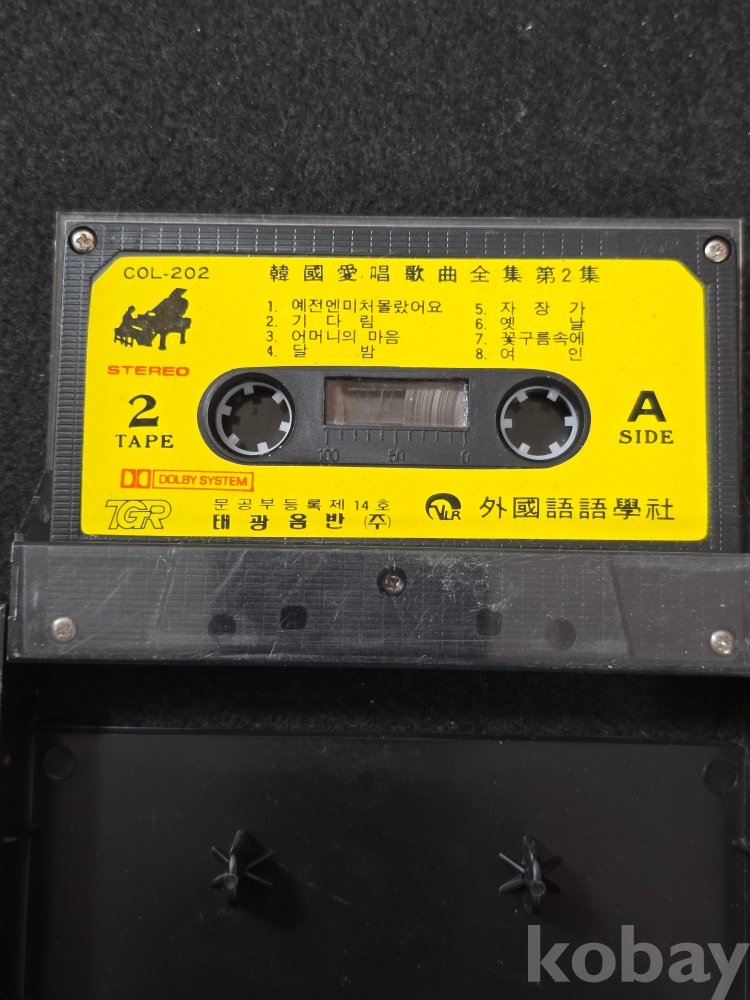 COL-202
韓國愛唱歌曲全集第2集
1. 예전엔미처몰랐어요
2. 기다림
3. 어머니의 마음
4. 달밤
5. 자장가
6. 옛날
7. 꽃구름속에
8. 여인
STEREO
2
TAPE
A
SIDE
100 50 0
DOLBY SYSTEM
TGR
문공부등록제14호
태광음반(주)
外國語語學社
kobay